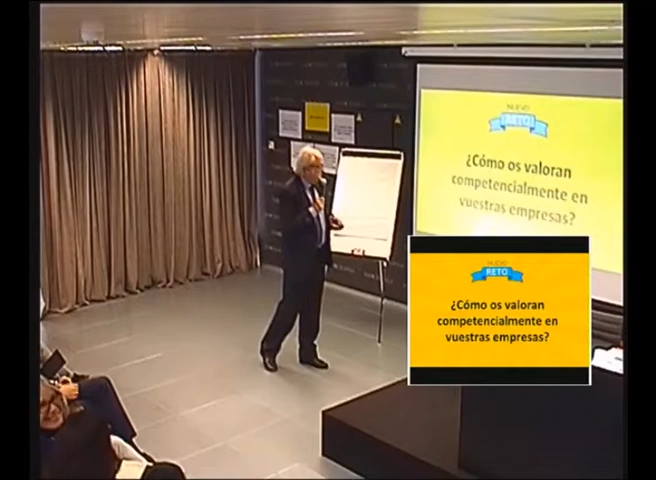 NUEVO
RETO
¿Cómo os valoran
competencialmente en
vuestras empresas?
NUEVO
RETO
¿Cómo os valoran
competencialmente en
vuestras empresas?